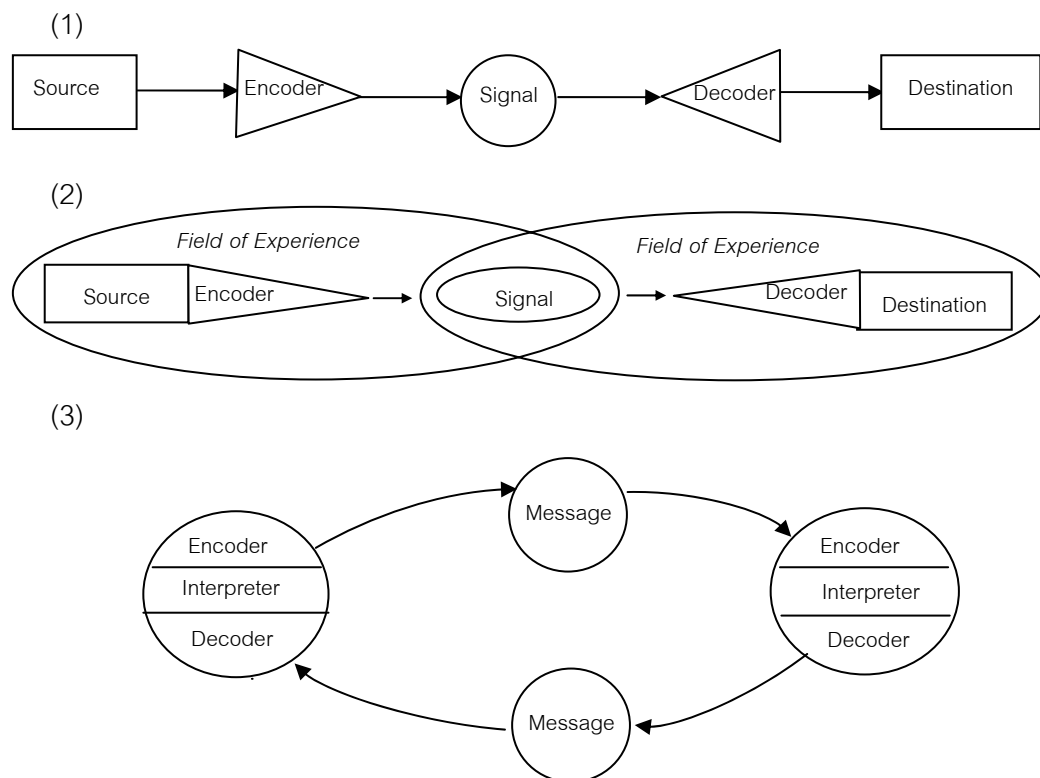 (1)
Source
Encoder
Signal
Decoder
Destination
(2)
Field of Experience
Field of Experience
Source
Encoder
Signal
Decoder
Destination
(3)
Message
Encoder
Interpreter
Decoder
Encoder
Interpreter
Decoder
Message